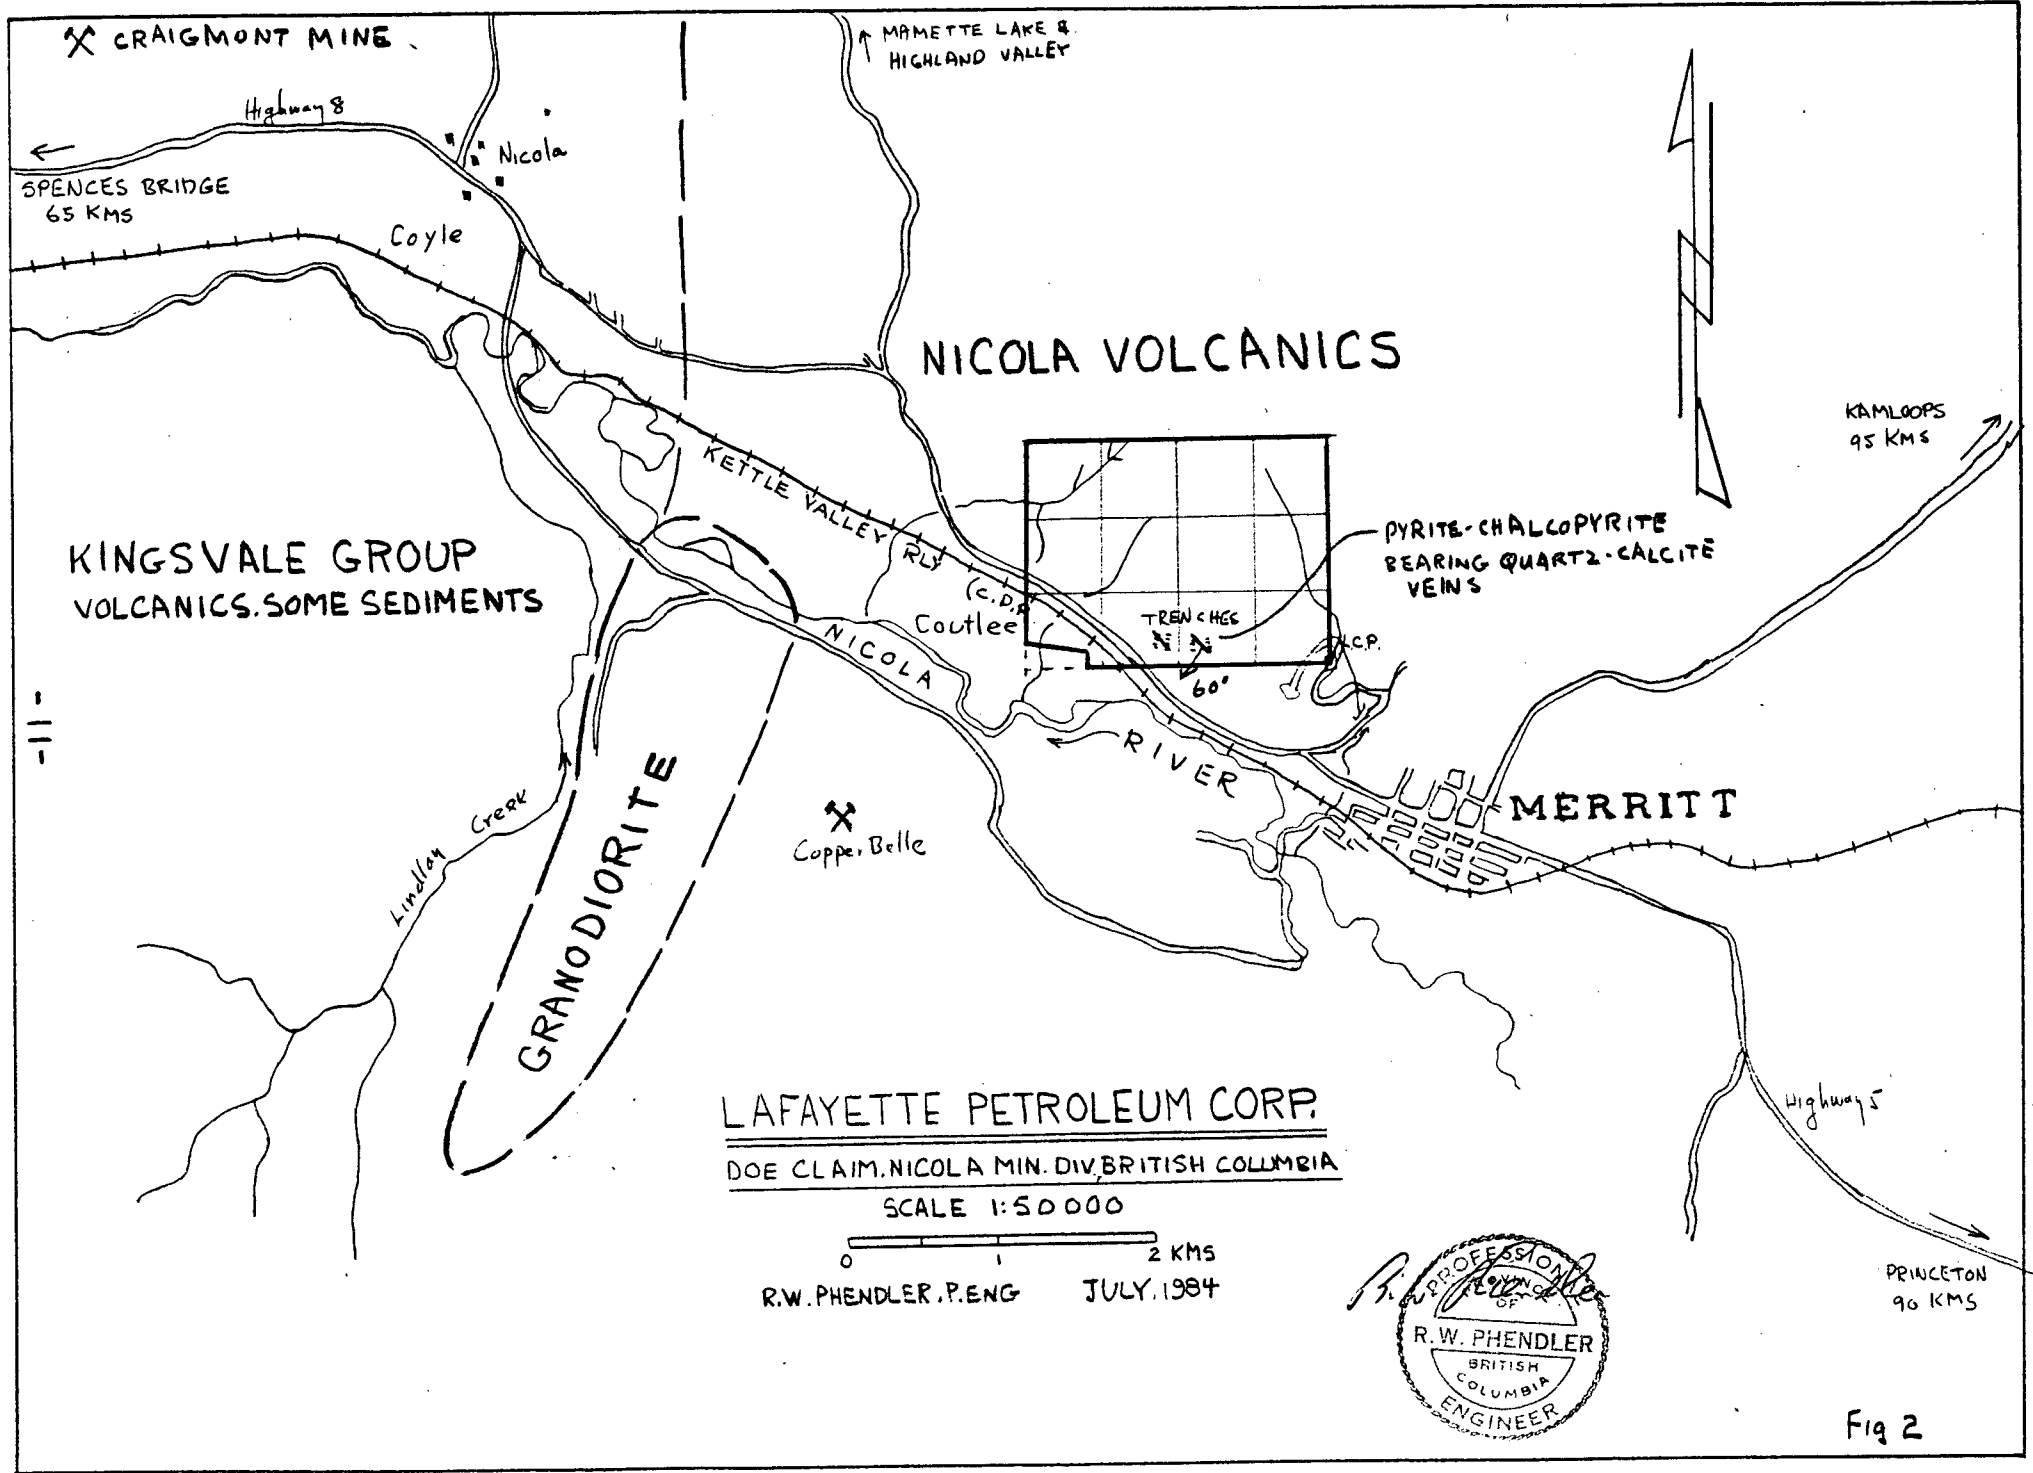 CRAIGMONT MINE
MAMETTE LAKE &
HIGHLAND VALLEY
Highway 8
Nicola
SPENCES BRIDGE
65 KMS
Coyle
NICOLA VOLCANICS
KAMLOOPS
95 KMS
KETTLE VALLEY RLY
(C.P.R
PYRITE-CHALCOPYRITE
BEARING QUARTZ-CALCITE
VEINS
KINGSVALE GROUP
VOLCANICS. SOME SEDIMENTS
TRENCHES
Coutlee
L.C.P.
60°
NICOLA RIVER
MERRITT
GRANODIORITE
Copper Belle
Lindlay Creek
LAFAYETTE PETROLEUM CORP.
DOE CLAIM. NICOLA MIN. DIV, BRITISH COLUMBIA
SCALE 1:50000
0 1 2 KMS
R.W. PHENDLER. P.ENG JULY. 1984
Highway 5
PRINCETON
90 KMS
PROFESSION
PROVINCE
OF
R.W. PHENDLER
BRITISH
COLUMBIA
ENGINEER
Fig 2